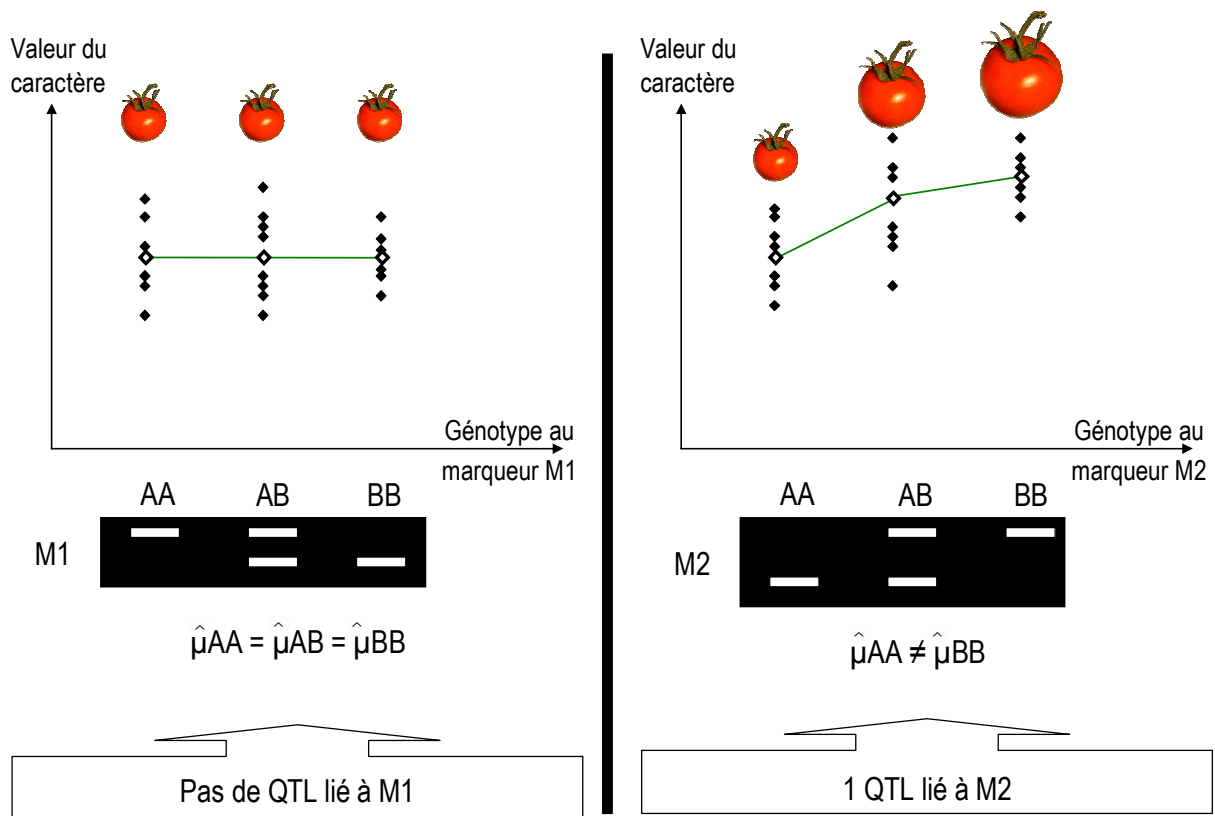 Valeur du
caractère
Génotype au
marqueur M1
AA AB BB
M1
μ̂AA = μ̂AB = μ̂BB
Pas de QTL lié à M1
Valeur du
caractère
Génotype au
marqueur M2
AA AB BB
M2
μ̂AA ≠ μ̂BB
1 QTL lié à M2